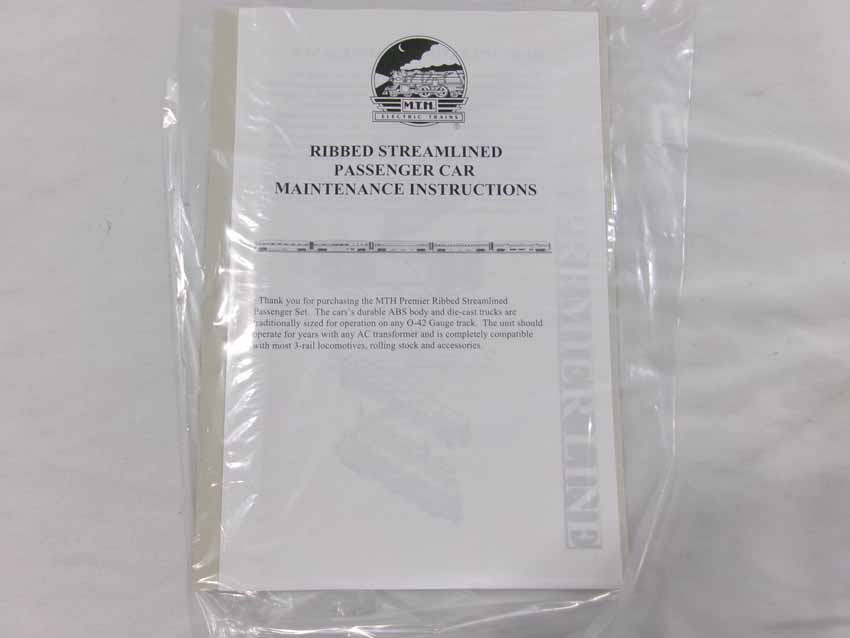 M.T.H.
ELECTRIC TRAINS
®
RIBBED STREAMLINED
PASSENGER CAR
MAINTENANCE INSTRUCTIONS
Thank you for purchasing the MTH Premier Ribbed Streamlined
Passenger Set. The cars's durable ABS body and die-cast trucks are
traditionally sized for operation on any O-42 Gauge track. The unit should
operate for years with any AC transformer and is completely compatible
with most 3-rail locomotives, rolling stock and accessories.
PREMIER LINE